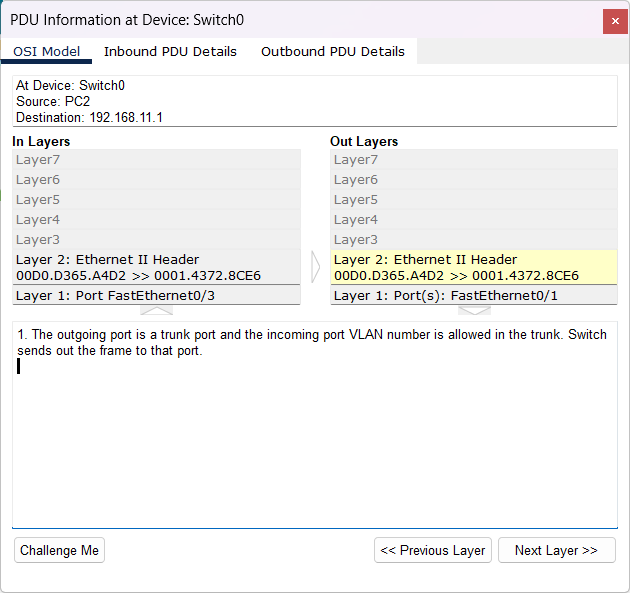 PDU Information at Device: Switch0
OSI Model Inbound PDU Details Outbound PDU Details
At Device: Switch0
Source: PC2
Destination: 192.168.11.1
In Layers
Layer7
Layer6
Layer5
Layer4
Layer3
Layer 2: Ethernet II Header
00D0.D365.A4D2 >> 0001.4372.8CE6
Layer 1: Port FastEthernet0/3
Out Layers
Layer7
Layer6
Layer5
Layer4
Layer3
Layer 2: Ethernet II Header
00D0.D365.A4D2 >> 0001.4372.8CE6
Layer 1: Port(s): FastEthernet0/1
1. The outgoing port is a trunk port and the incoming port VLAN number is allowed in the trunk. Switch
sends out the frame to that port.
Challenge Me << Previous Layer Next Layer >>